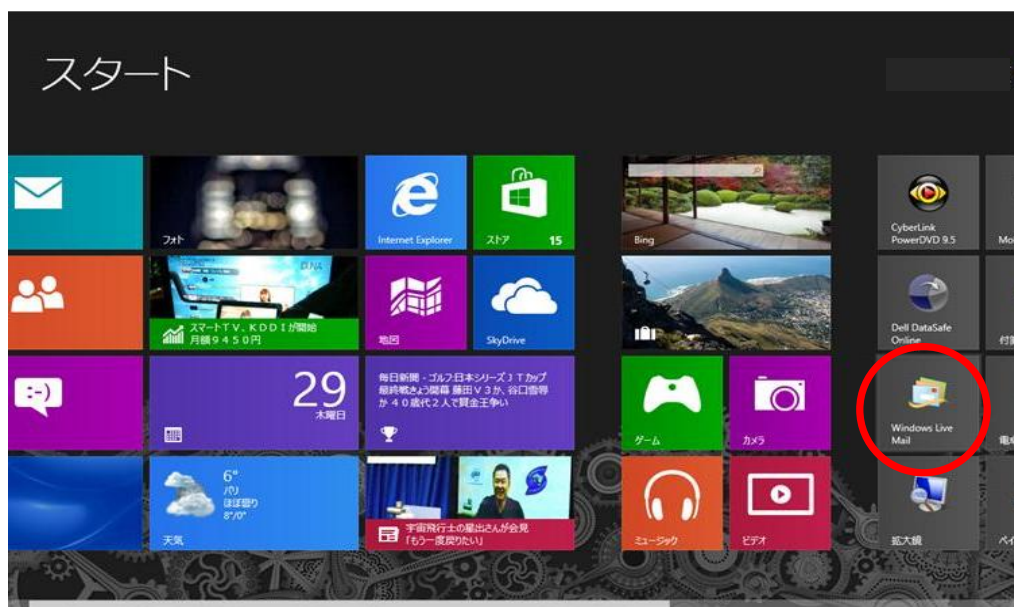 スタート
フォト
Internet Explorer
ストア 15
Bing
CyberLink
PowerDVD 9.5
スマートTV、KDDIが開始
月額9450円
地図
SkyDrive
Dell DataSafe
Online
:-)
29
木曜日
毎日新聞 - ゴルフ:日本シリーズJTカップ
最終戦きょう開幕 藤田V3か、谷口雪辱
か 40歳代2人で賞金王争い
ゲーム
カメラ
Windows Live
Mail
6°
パリ
ほぼ曇り
8°/0°
天気
宇宙飛行士の星出さんが会見
「もう一度戻りたい」
ミュージック
ビデオ
拡大鏡